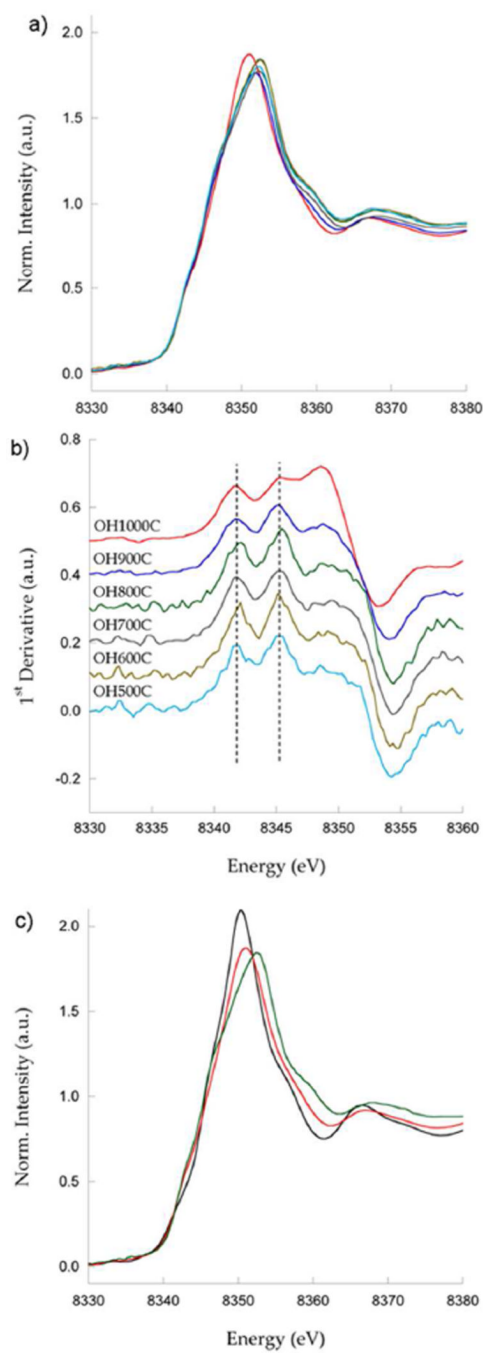 a)
Norm. Intensity (a.u.)
2.0
1.5
1.0
0.5
0.0
8330 8340 8350 8360 8370 8380
b)
1st Derivative (a.u.)
0.8
0.6
0.4
0.2
0.0
-0.2
OH1000C
OH900C
OH800C
OH700C
OH600C
OH500C
8330 8335 8340 8345 8350 8355 8360
Energy (eV)
c)
Norm. Intensity (a.u.)
2.0
1.5
1.0
0.5
0.0
8330 8340 8350 8360 8370 8380
Energy (eV)